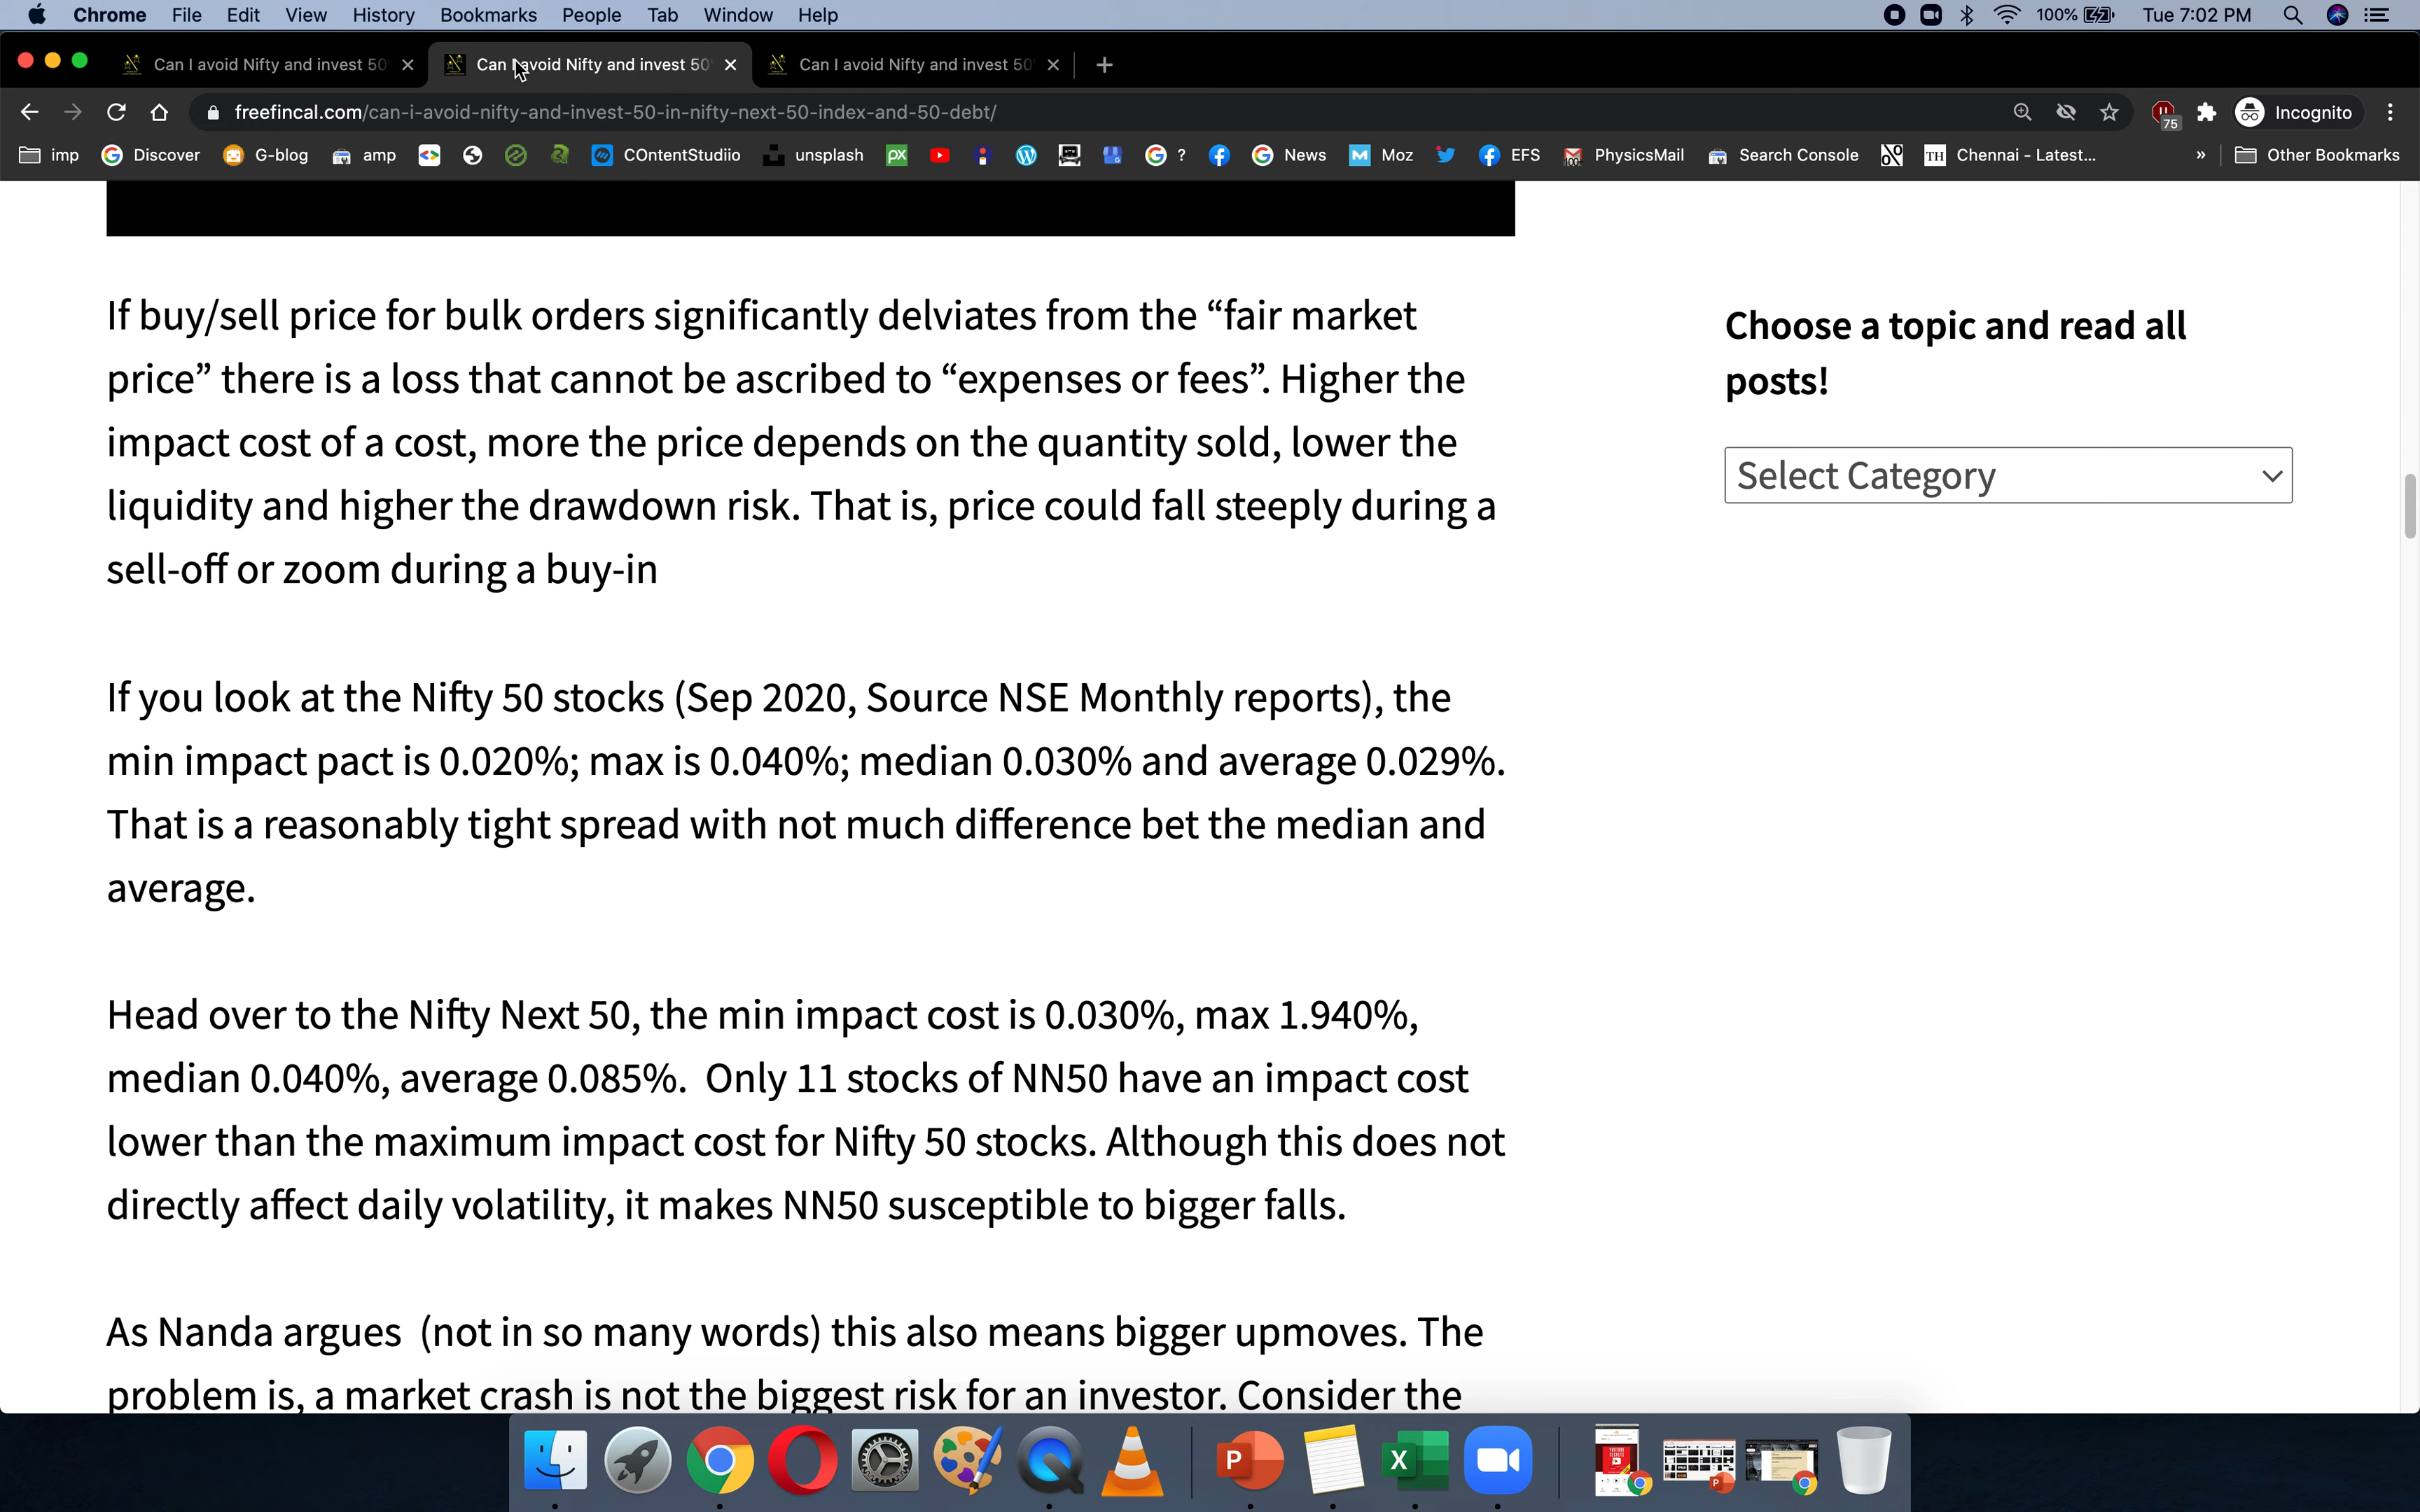 Chrome File Edit View History Bookmarks People Tab Window Help 100% Tue 7:02 PM
Can I avoid Nifty and invest 50 Can I avoid Nifty and invest 50 Can I avoid Nifty and invest 50
freefincal.com/can-i-avoid-nifty-and-invest-50-in-nifty-next-50-index-and-50-debt/ 75 Incognito
imp Discover G-blog amp COntentStudiio unsplash px ? News M Moz EFS PhysicsMail Search Console TH Chennai - Latest... » Other Bookmarks
If buy/sell price for bulk orders significantly delviates from the “fair market
price” there is a loss that cannot be ascribed to “expenses or fees”. Higher the
impact cost of a cost, more the price depends on the quantity sold, lower the
liquidity and higher the drawdown risk. That is, price could fall steeply during a
sell-off or zoom during a buy-in
If you look at the Nifty 50 stocks (Sep 2020, Source NSE Monthly reports), the
min impact pact is 0.020%; max is 0.040%; median 0.030% and average 0.029%.
That is a reasonably tight spread with not much difference bet the median and
average.
Head over to the Nifty Next 50, the min impact cost is 0.030%, max 1.940%,
median 0.040%, average 0.085%. Only 11 stocks of NN50 have an impact cost
lower than the maximum impact cost for Nifty 50 stocks. Although this does not
directly affect daily volatility, it makes NN50 susceptible to bigger falls.
As Nanda argues (not in so many words) this also means bigger upmoves. The
problem is, a market crash is not the biggest risk for an investor. Consider the
Choose a topic and read all
posts!
Select Category
P X P